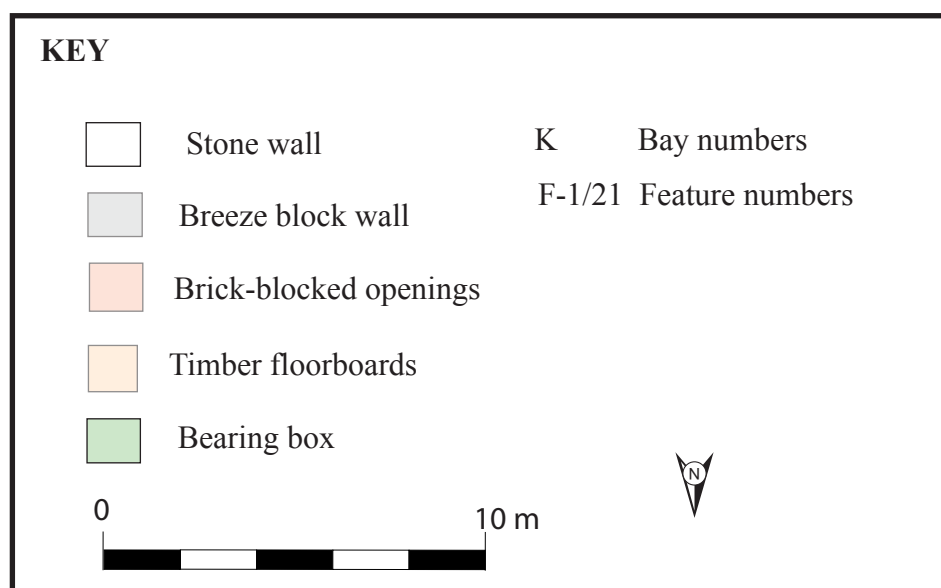 KEY
Stone wall
Breeze block wall
Brick-blocked openings
Timber floorboards
Bearing box
K Bay numbers
F-1/21 Feature numbers
N
0 10 m